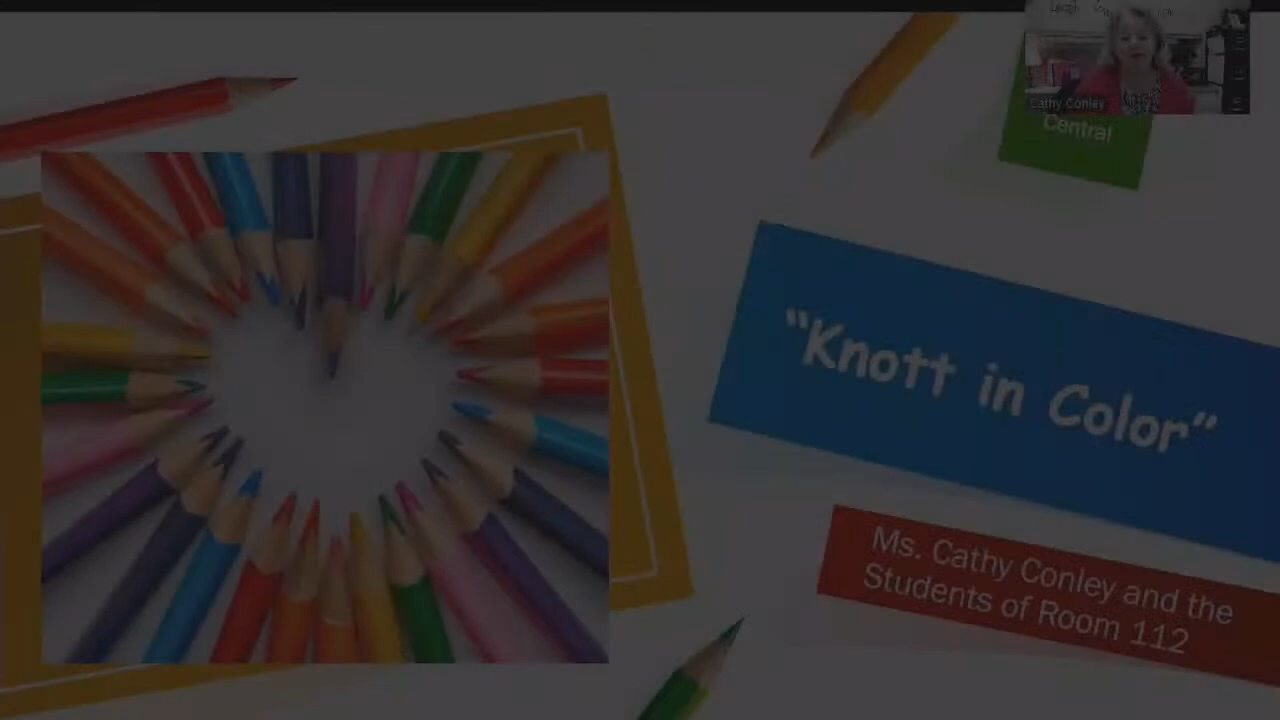 Cathy Conley
Central
"Knott in Color"
Ms. Cathy Conley and the
Students of Room 112